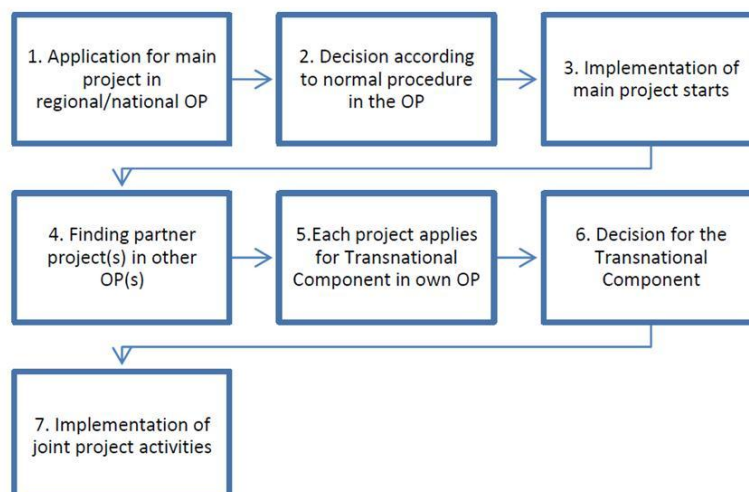 1. Application for main
project in
regional/national OP
2. Decision according
to normal procedure
in the OP
3. Implementation of
main project starts
4. Finding partner
project(s) in other
OP(s)
5.Each project applies
for Transnational
Component in own OP
6. Decision for the
Transnational
Component
7. Implementation of
joint project activities